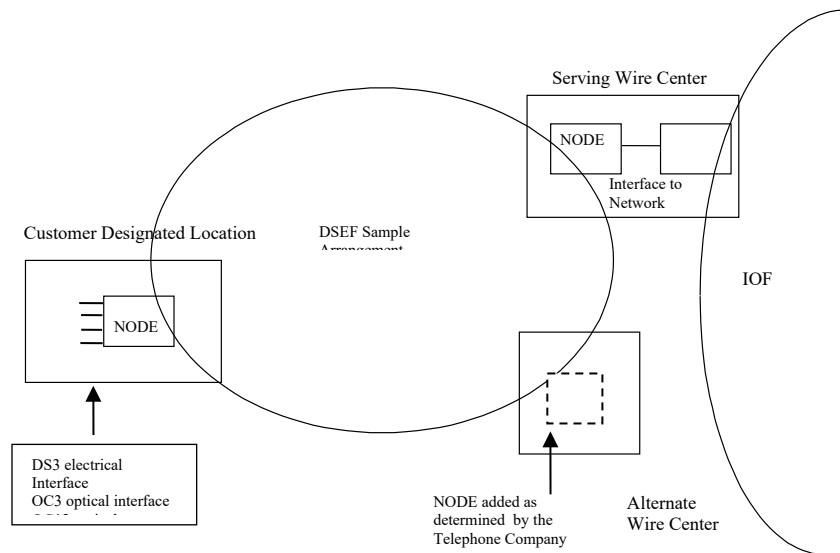 Serving Wire Center
NODE
Interface to
Network
Customer Designated Location
DSEF Sample
Arrangement
IOF
NODE
DS3 electrical
Interface
OC3 optical interface
NODE added as
determined by the
Telephone Company
Alternate
Wire Center